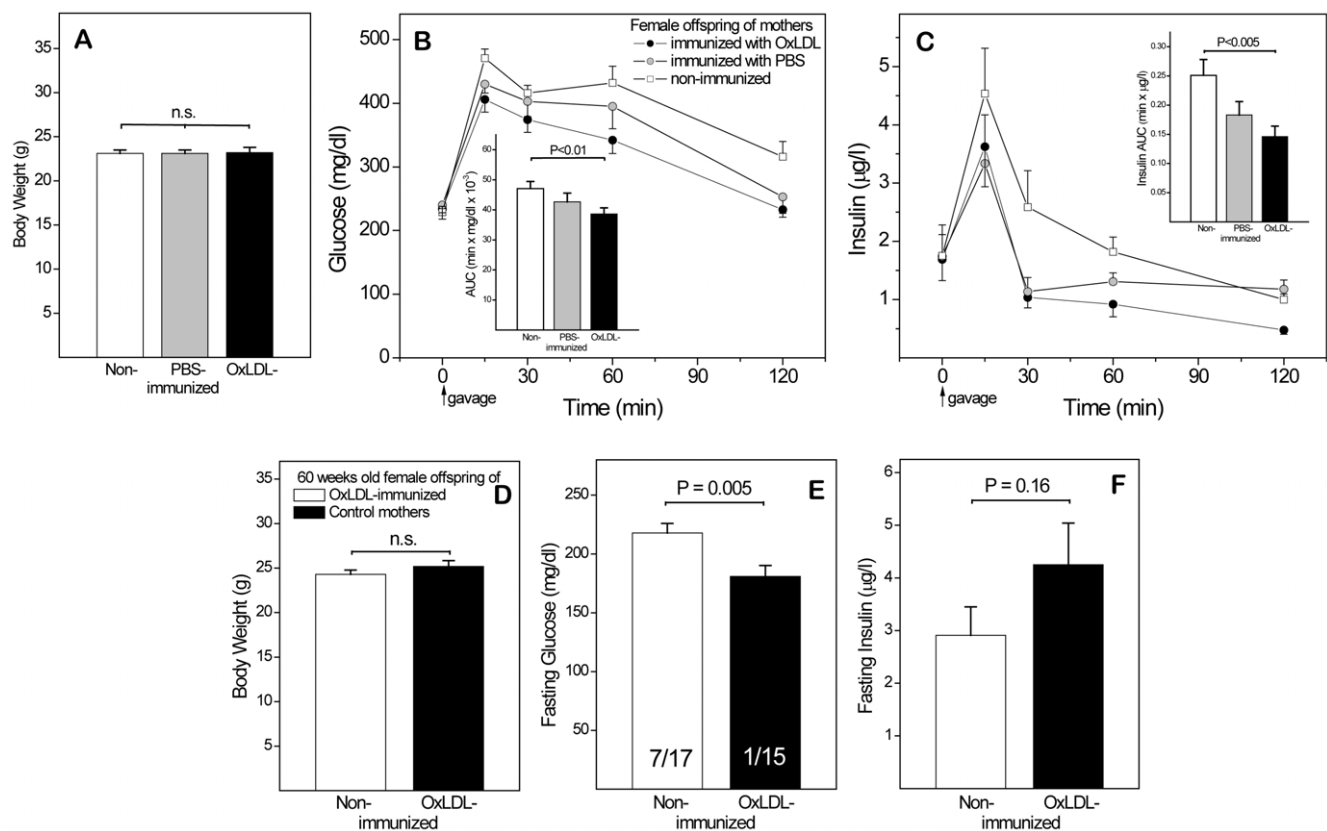 A
35
30
25
20
15
10
5
Body Weight (g)
n.s.
Non-
PBS-
OxLDL-
immunized
B
Female offspring of mothers
immunized with OxLDL
immunized with PBS
non-immunized
500
400
300
200
100
0
Glucose (mg/dl)
0
30
60
90
120
gavage
Time (min)
P<0.01
60
50
40
30
20
10
AUC (min x mg/dl x 10-3)
Non-
PBS-
OxLDL-
immunized
C
5
4
3
2
1
0
Insulin (µg/l)
0
30
60
90
120
gavage
Time (min)
P<0.005
0.30
0.25
0.20
0.15
0.10
0.05
Insulin AUC (min x µg/l)
Non-
PBS-
OxLDL-
immunized
D
60 weeks old female offspring of
OxLDL-immunized
Control mothers
35
30
25
20
15
10
5
Body Weight (g)
n.s.
Non-
OxLDL-
immunized
E
P = 0.005
250
200
150
100
50
Fasting Glucose (mg/dl)
7/17
1/15
Non-
OxLDL-
immunized
F
P = 0.16
6
5
4
3
2
1
Fasting Insulin (µg/l)
Non-
OxLDL-
immunized